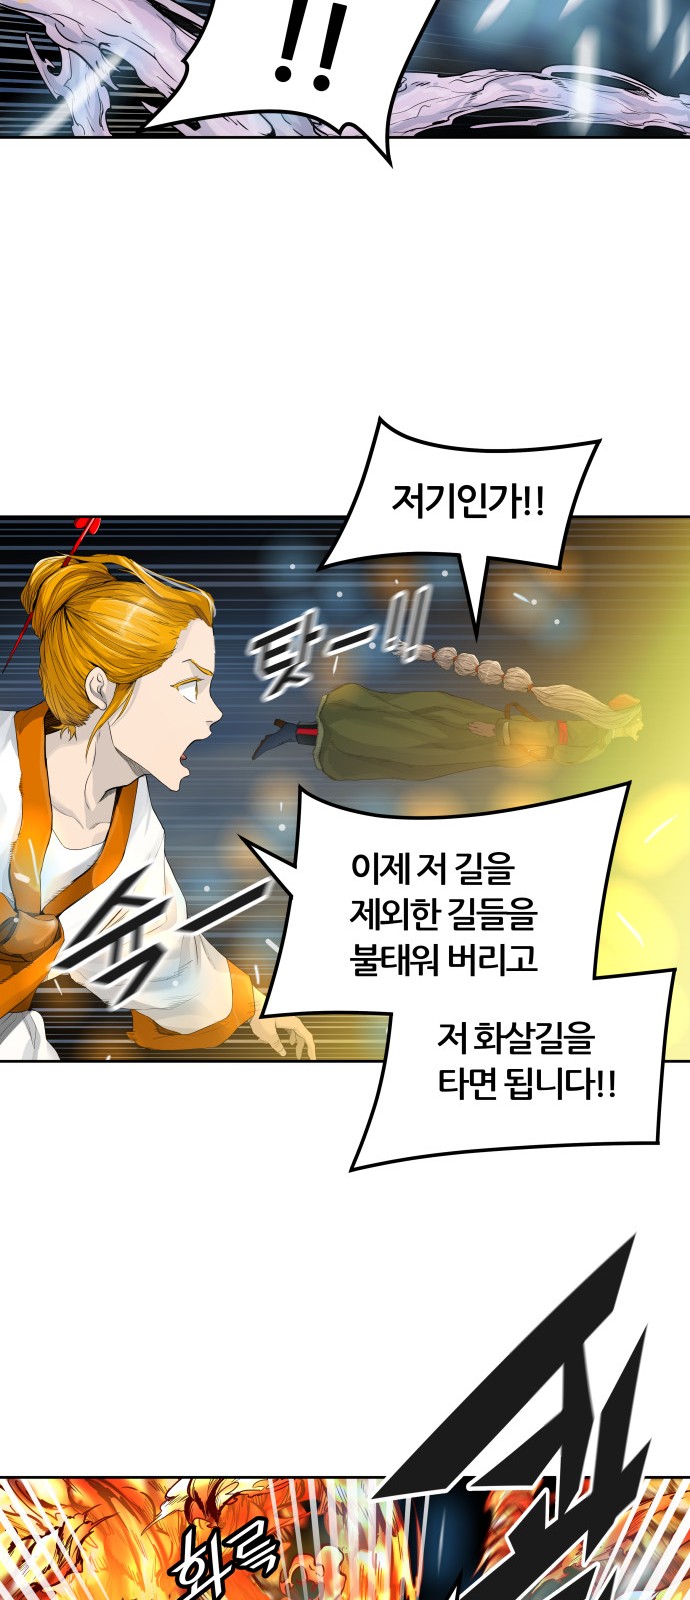 !!
저기인가!!
탓-!!
이제 저 길을
제외한 길들을
불태워 버리고
슈-
저 화살길을
타면 됩니다!!
화륵